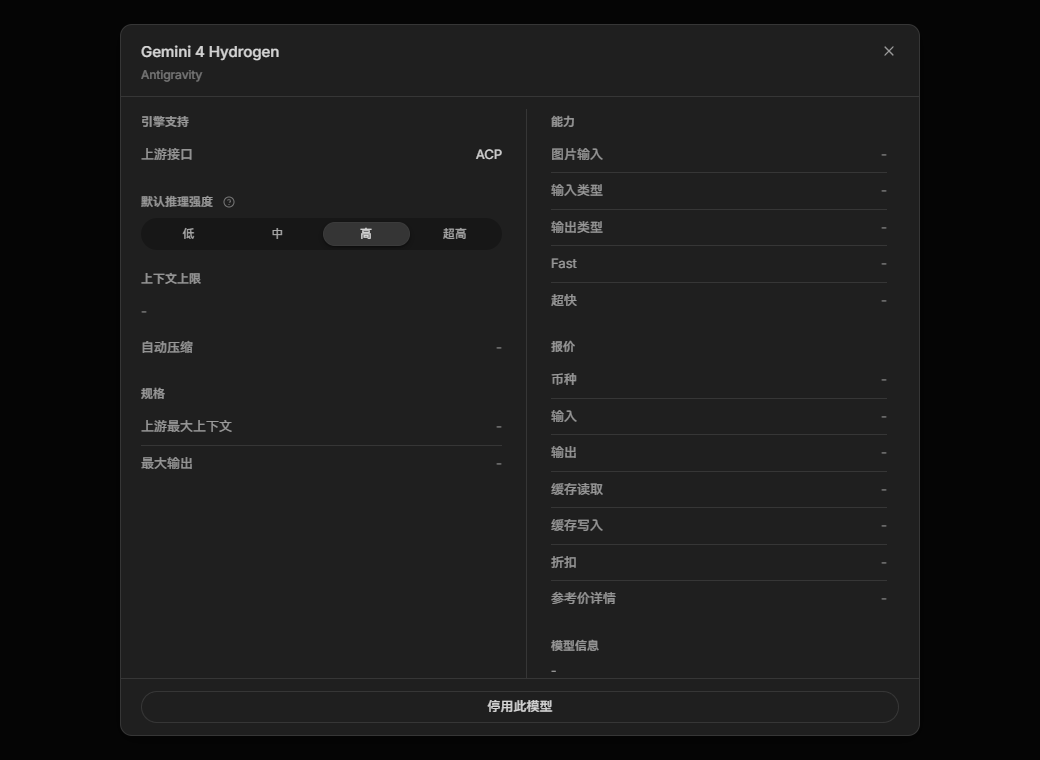 Gemini 4 Hydrogen
Antigravity
引擎支持
上游接口 ACP
默认推理强度
低 中 高 超高
上下文上限
-
自动压缩 -
规格
上游最大上下文 -
最大输出 -
能力
图片输入 -
输入类型 -
输出类型 -
Fast -
超快 -
报价
币种 -
输入 -
输出 -
缓存读取 -
缓存写入 -
折扣 -
参考价详情 -
模型信息
-
停用此模型